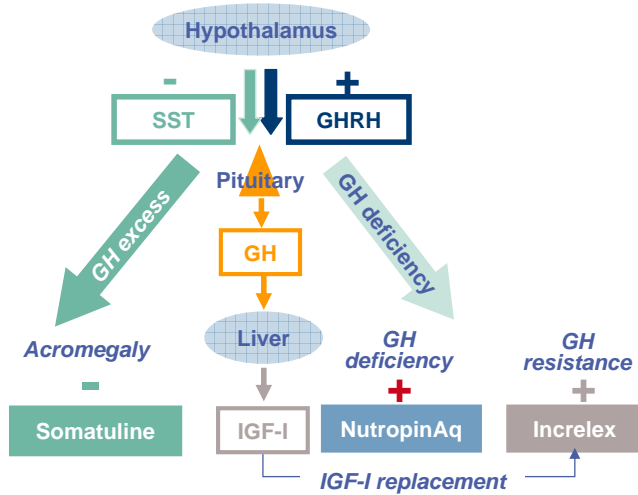 Hypothalamus
-
+
SST
GHRH
Pituitary
GH excess
GH deficiency
GH
Liver
Acromegaly
GH
deficiency
GH
resistance
-
+
+
Somatuline
IGF-I
NutropinAq
Increlex
IGF-I replacement